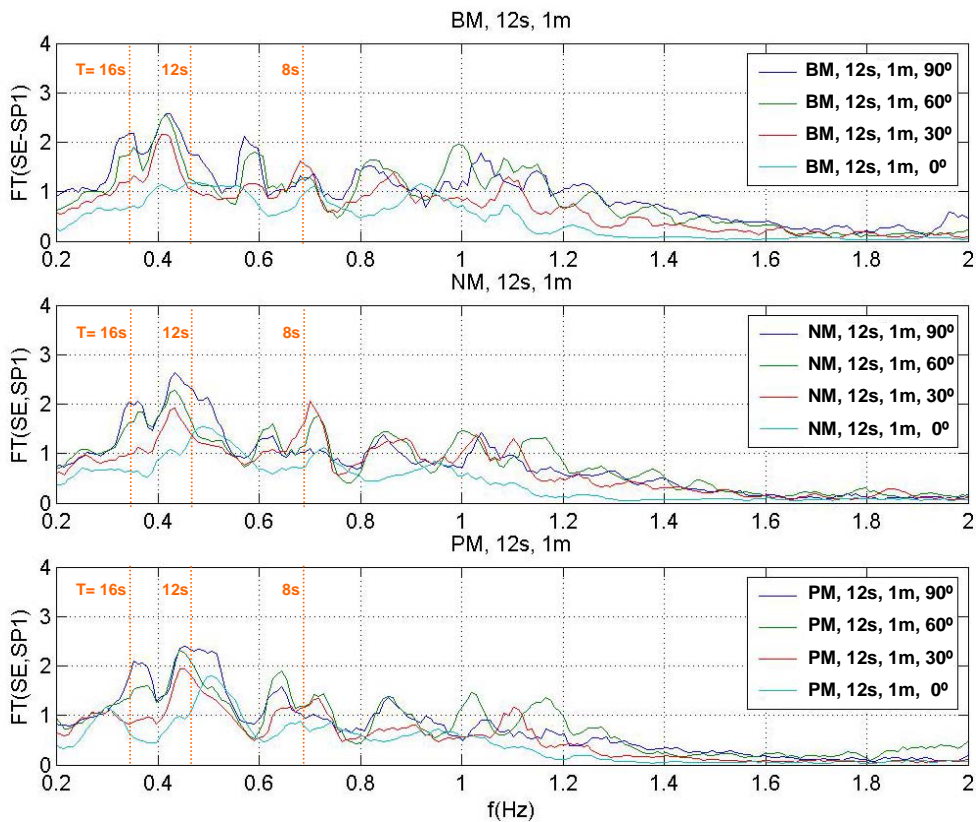 BM, 12s, 1m
FT(SE-SP1)
4
3
2
1
0
T= 16s 12s 8s
BM, 12s, 1m, 90º
BM, 12s, 1m, 60º
BM, 12s, 1m, 30º
BM, 12s, 1m, 0º
0.2 0.4 0.6 0.8 1 1.2 1.4 1.6 1.8 2
NM, 12s, 1m
FT(SE,SP1)
4
3
2
1
0
T= 16s 12s 8s
NM, 12s, 1m, 90º
NM, 12s, 1m, 60º
NM, 12s, 1m, 30º
NM, 12s, 1m, 0º
0.2 0.4 0.6 0.8 1 1.2 1.4 1.6 1.8 2
PM, 12s, 1m
FT(SE,SP1)
4
3
2
1
0
T= 16s 12s 8s
PM, 12s, 1m, 90º
PM, 12s, 1m, 60º
PM, 12s, 1m, 30º
PM, 12s, 1m, 0º
0.2 0.4 0.6 0.8 1 1.2 1.4 1.6 1.8 2
f(Hz)